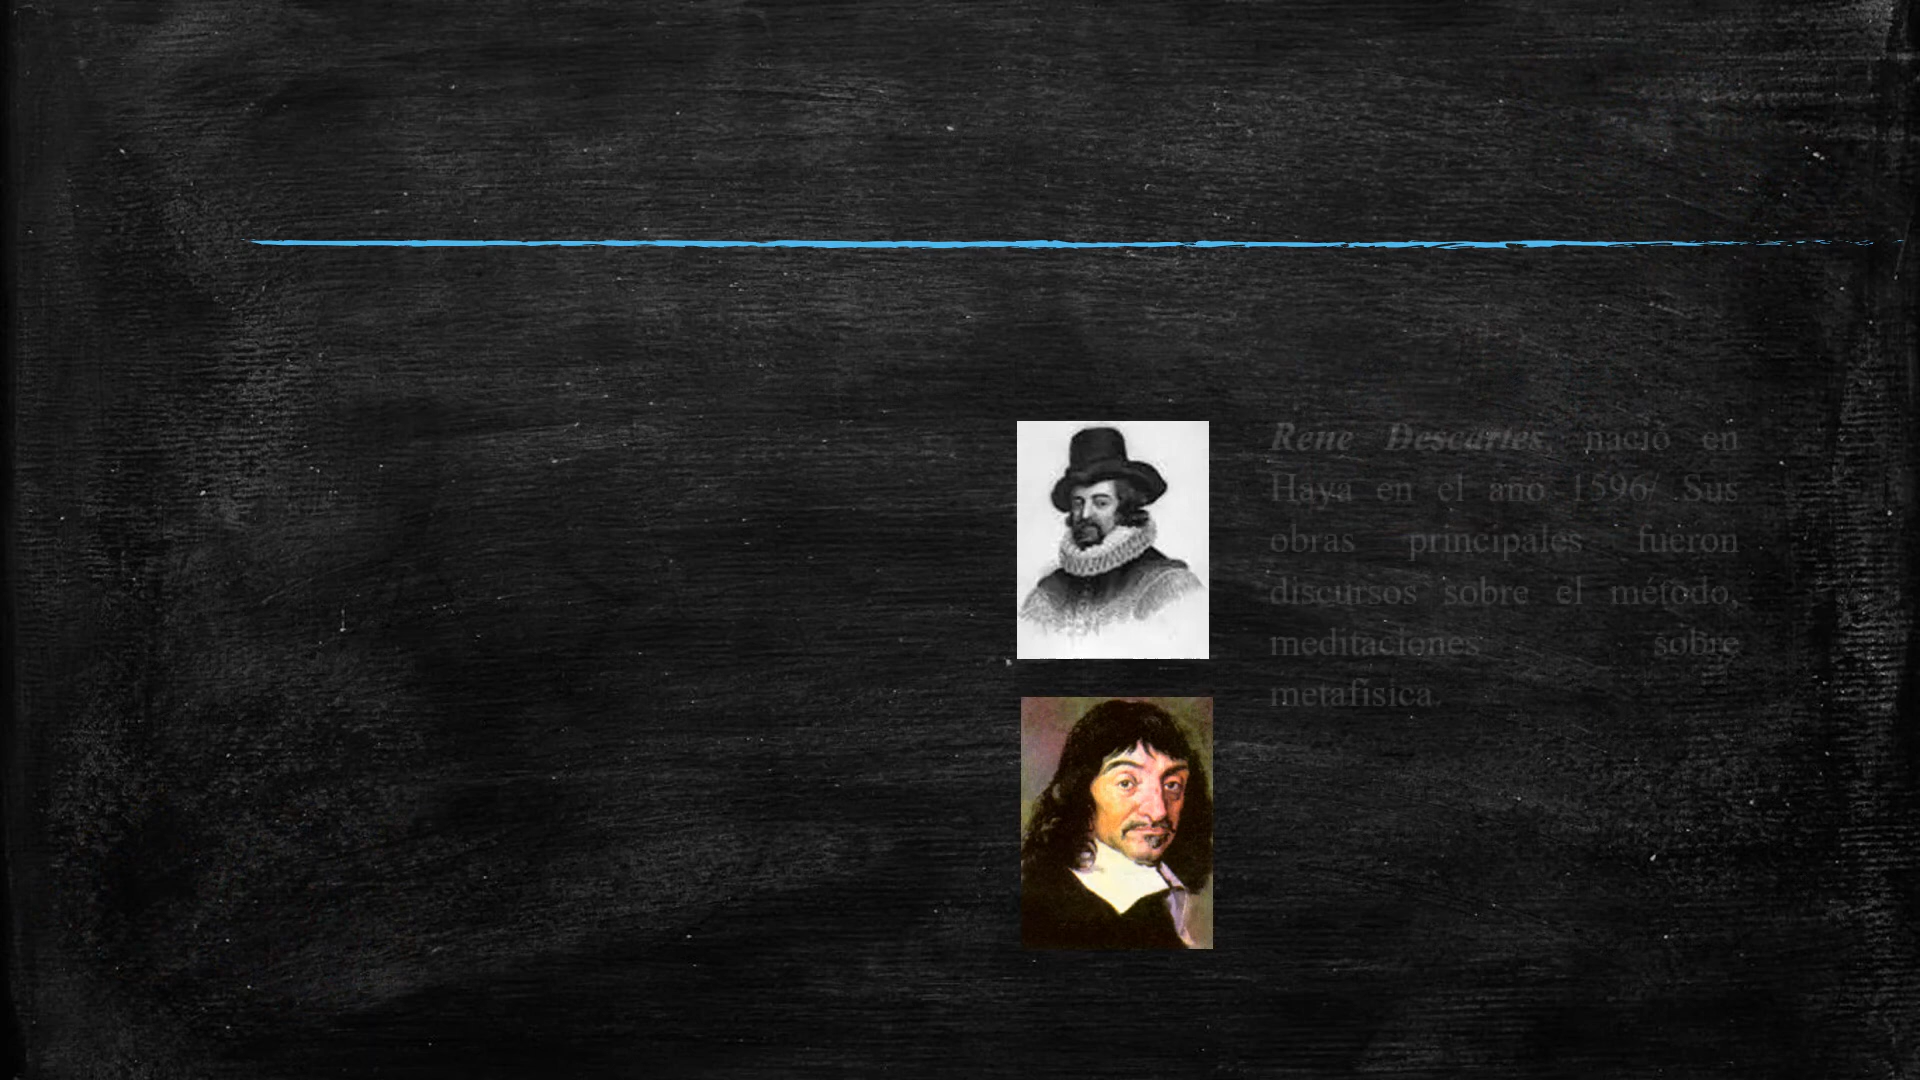 Rene Descartes, nació en
Haya en el año 1596/ Sus
obras principales fueron
discursos sobre el método,
meditaciones sobre
metafísica.